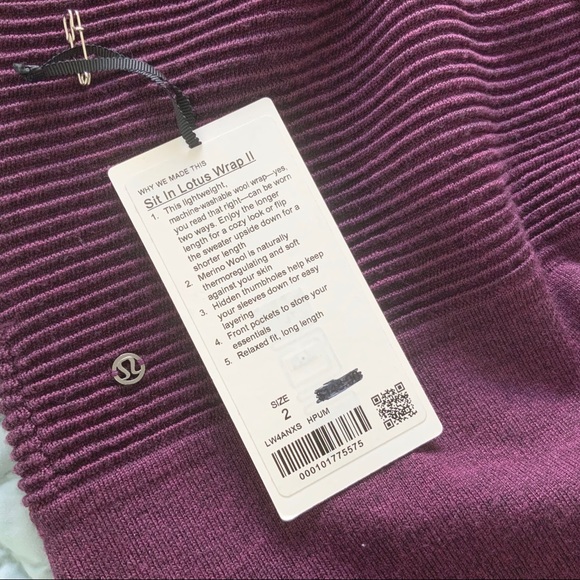 WHY WE MADE THIS
Sit In Lotus Wrap II
1. This lightweight,
machine-washable wool wrap—yes,
you read that right—can be worn
two ways. Enjoy the longer
length for a cozy look or flip
the sweater upside down for a
shorter length
2. Merino Wool is naturally
thermoregulating and soft
against your skin
3. Hidden thumbholes help keep
your sleeves down for easy
layering
4. Front pockets to store your
essentials
5. Relaxed fit, long length
SIZE
2
LW4ANXS HPUM
000101775575